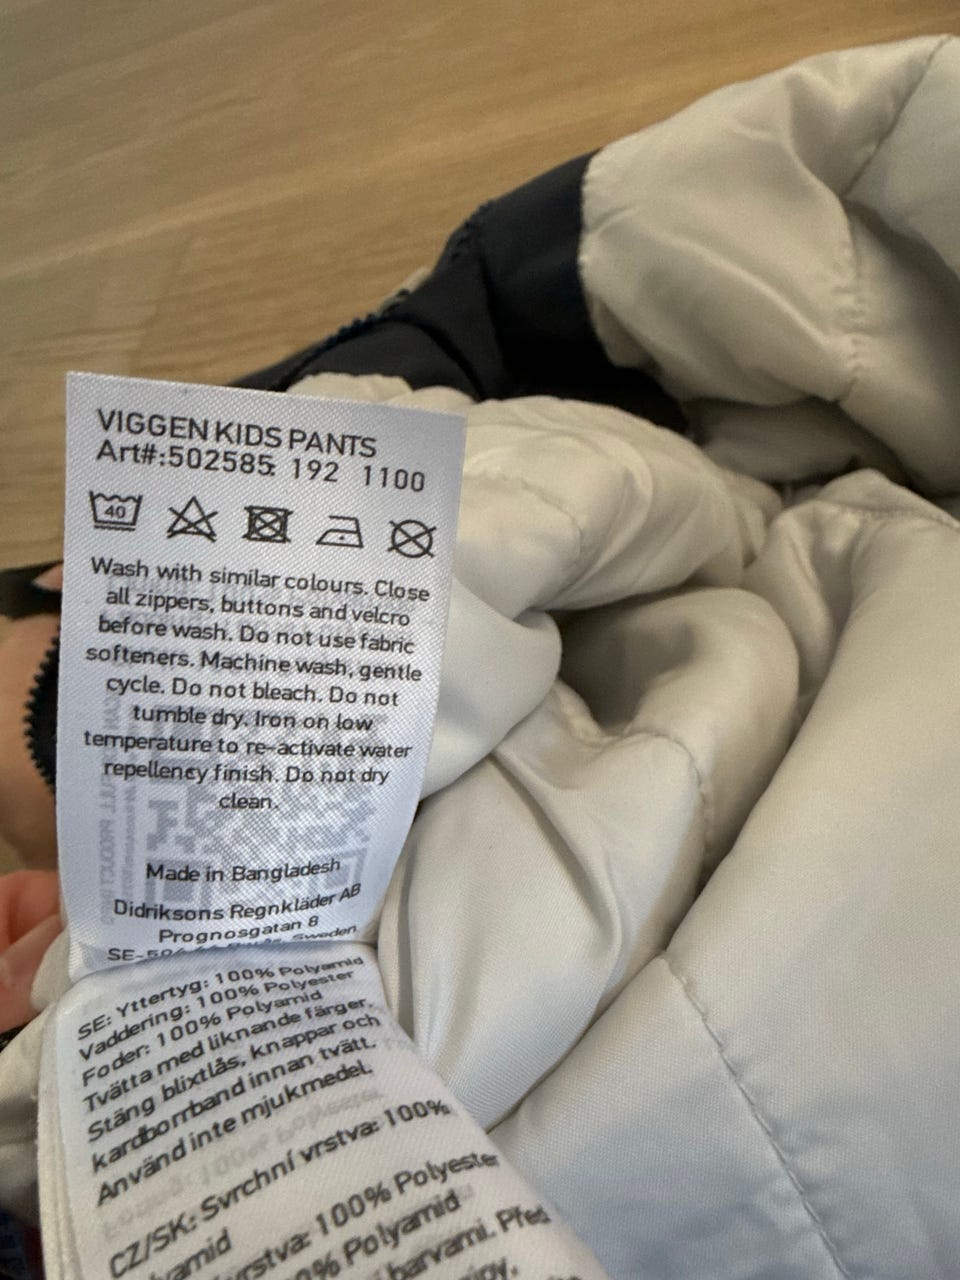 VIGGEN KIDS PANTS
Art#:502585: 192 1100
40
Wash with similar colours. Close
all zippers, buttons and velcro
before wash. Do not use fabric
softeners. Machine wash, gentle
cycle. Do not bleach. Do not
tumble dry. Iron on low
temperature to re-activate water
repellency finish. Do not dry
clean.
Made in Bangladesh
Didriksons Regnkläder AB
Prognosgatan 8
Sweden
SE: Yttertyg: 100% Polyamid
Vaddering: 100% Polyester
Foder: 100% Polyamid
Tvätta med liknande färger.
Stäng blixtlås, knappar och
kardborrband innan tvätt.
Använd inte mjukmedel.
CZ/SK: Svrchní vrstva: 100%
100% Polyester
Polyamid
barvami. Před